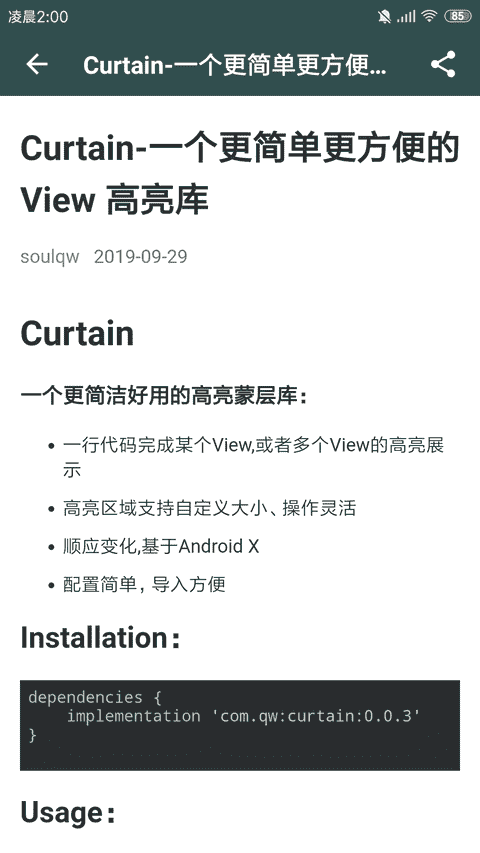 凌晨2:00
85
Curtain-一个更简单更方便...
Curtain-一个更简单更方便的
View 高亮库
soulqw 2019-09-29
Curtain
一个更简洁好用的高亮蒙层库：
• 一行代码完成某个View,或者多个View的高亮展
示
• 高亮区域支持自定义大小、操作灵活
• 顺应变化,基于Android X
• 配置简单，导入方便
Installation：
dependencies {
    implementation 'com.qw:curtain:0.0.3'
}
Usage：